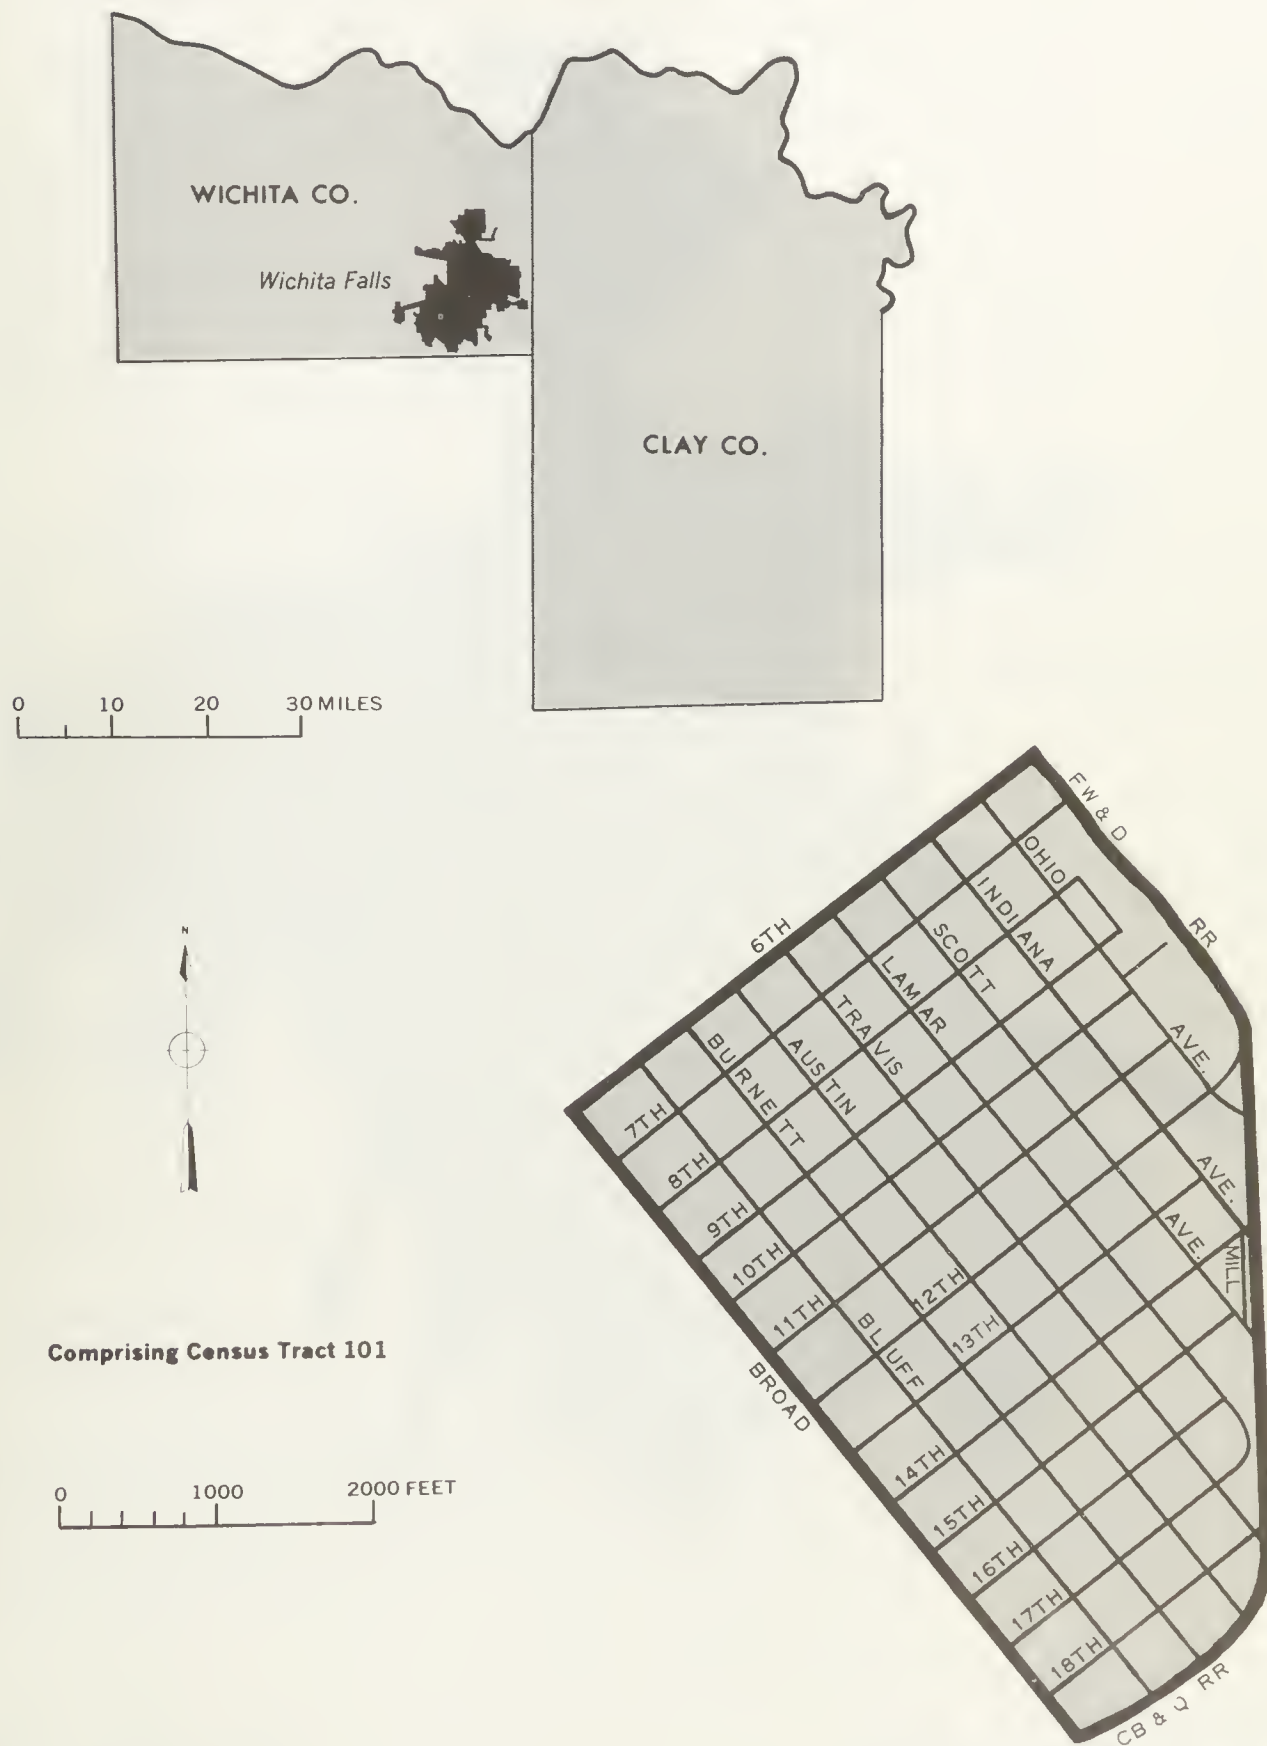 WICHITA CO.
Wichita Falls
CLAY CO.
0 10 20 30 MILES
FW & D RR
6TH
OHIO AVE.
INDIANA AVE.
SCOTT AVE.
LAMAR
TRAVIS
AUSTIN
BURNETT
BLUFF
BROAD
MILL
7TH
8TH
9TH
10TH
11TH
12TH
13TH
14TH
15TH
16TH
17TH
18TH
CB & Q RR
N
Comprising Census Tract 101
0 1000 2000 FEET